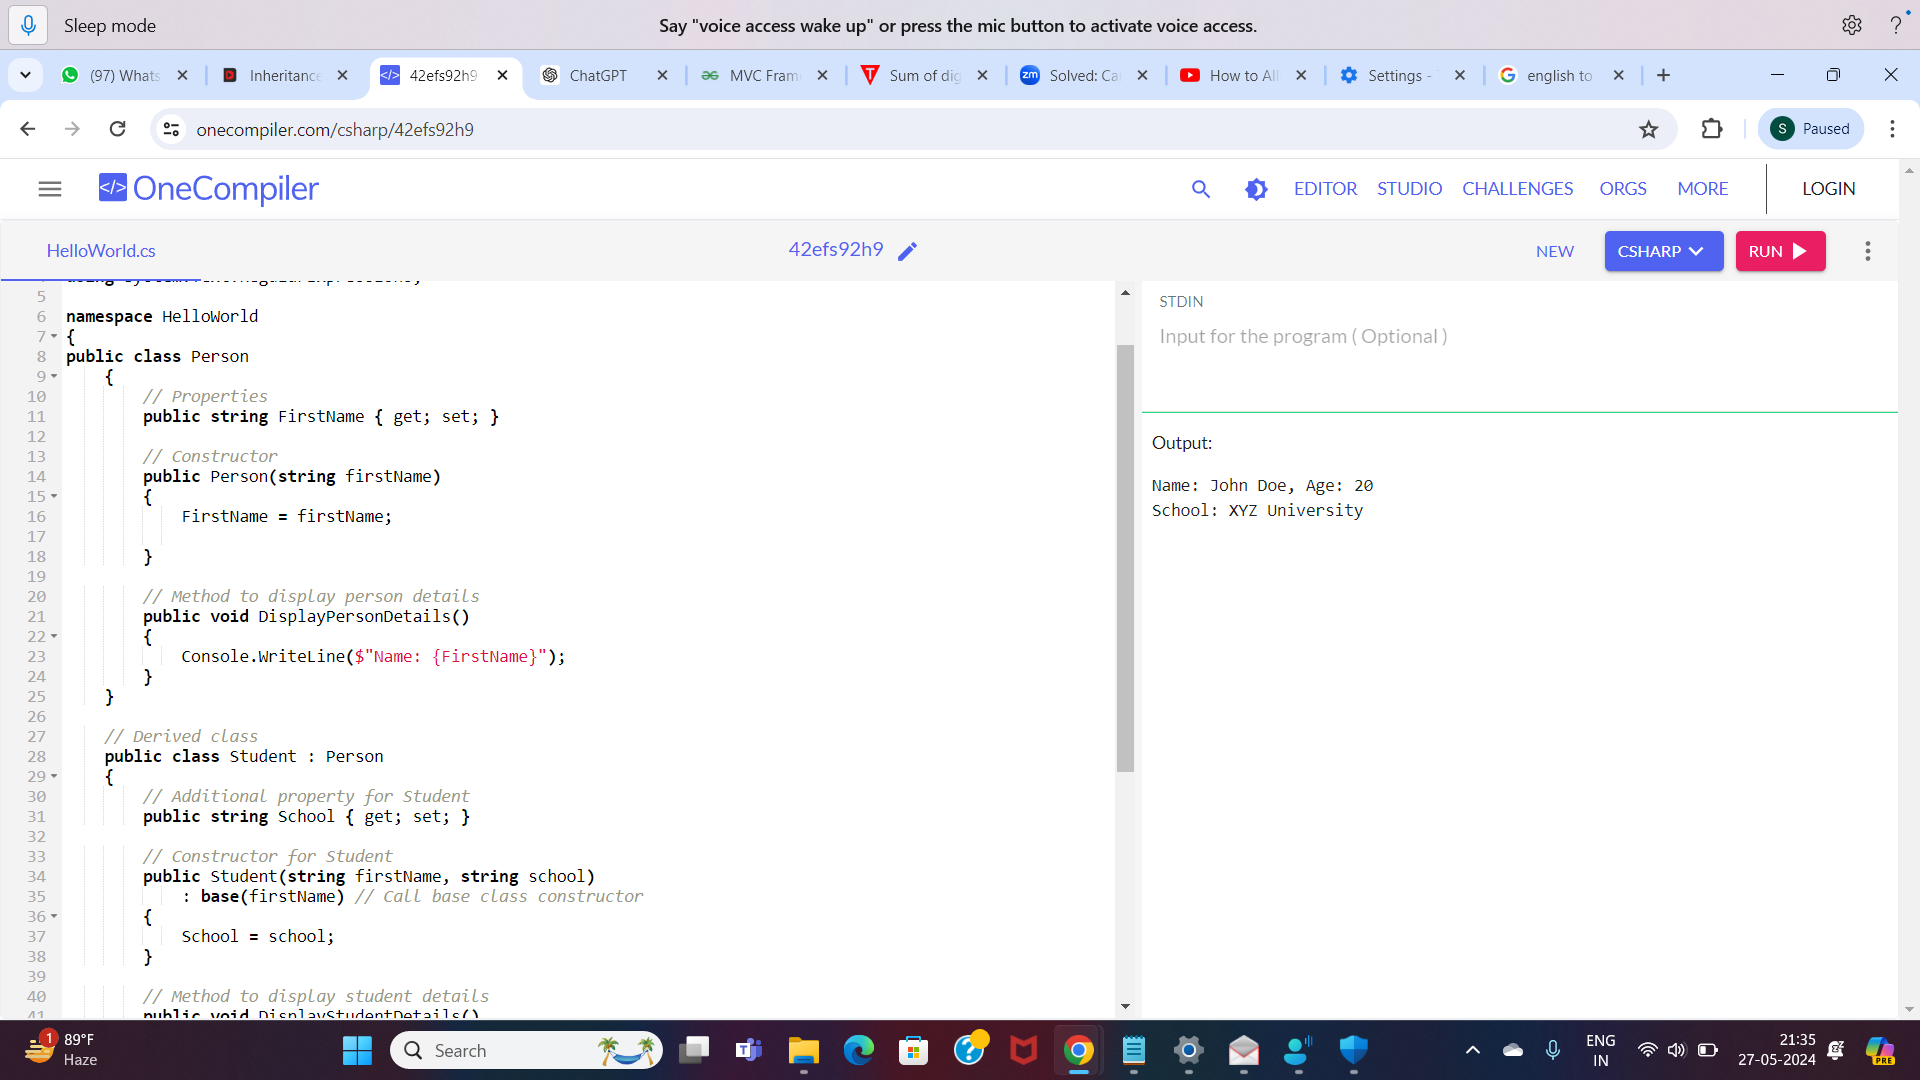 Sleep mode
Say "voice access wake up" or press the mic button to activate voice access.
(97) Whats
Inheritance
42efs92h9
ChatGPT
MVC Fram
Sum of dig
Solved: Ca
How to All
Settings -
english to
onecompiler.com/csharp/42efs92h9
S Paused
</> OneCompiler
EDITOR STUDIO CHALLENGES ORGS MORE LOGIN
HelloWorld.cs
42efs92h9
NEW CSHARP RUN
5
6 namespace HelloWorld
7 {
8 public class Person
9 {
10 // Properties
11 public string FirstName { get; set; }
12
13 // Constructor
14 public Person(string firstName)
15 {
16 FirstName = firstName;
17
18 }
19
20 // Method to display person details
21 public void DisplayPersonDetails()
22 {
23 Console.WriteLine($"Name: {FirstName}");
24 }
25 }
26
27 // Derived class
28 public class Student : Person
29 {
30 // Additional property for Student
31 public string School { get; set; }
32
33 // Constructor for Student
34 public Student(string firstName, string school)
35 : base(firstName) // Call base class constructor
36 {
37 School = school;
38 }
39
40 // Method to display student details
41 public void DisplayStudentDetails()
STDIN
Input for the program ( Optional )
Output:
Name: John Doe, Age: 20
School: XYZ University
1
89°F
Haze
Search
ENG
IN
21:35
27-05-2024
PRE